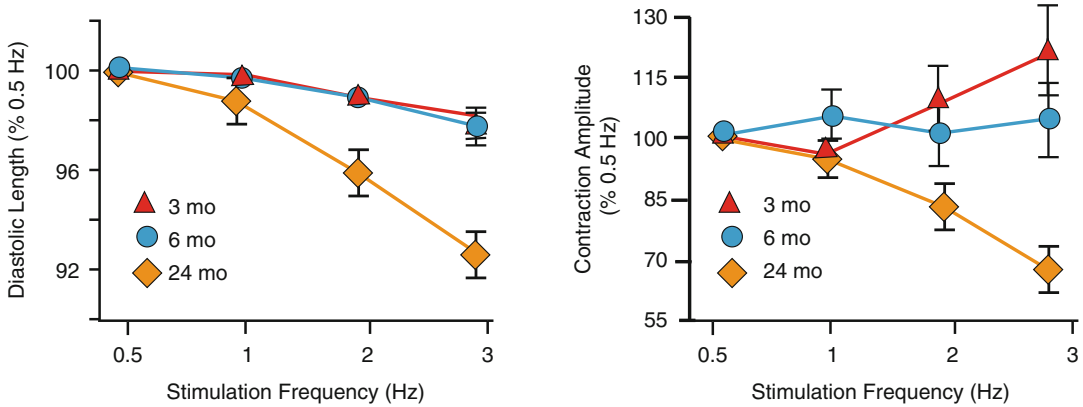 Diastolic Length (% 0.5 Hz)
100
96
92
3 mo
6 mo
24 mo
0.5 1 2 3
Stimulation Frequency (Hz)
Contraction Amplitude
(% 0.5 Hz)
130
115
100
85
70
55
3 mo
6 mo
24 mo
0.5 1 2 3
Stimulation Frequency (Hz)